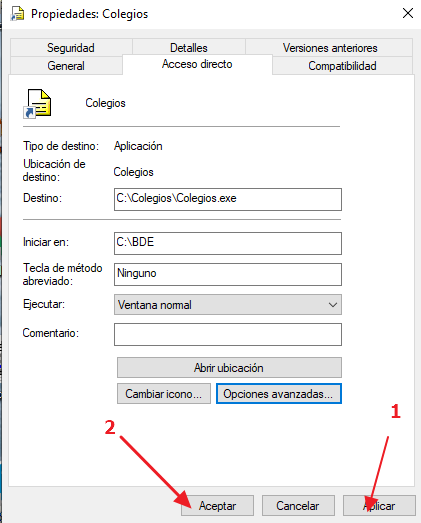 Propiedades: Colegios
Seguridad Detalles Versiones anteriores
General Acceso directo Compatibilidad
Colegios
Tipo de destino: Aplicación
Ubicación de destino: Colegios
Destino: C:\Colegios\Colegios.exe
Iniciar en: C:\BDE
Tecla de método abreviado: Ninguno
Ejecutar: Ventana normal
Comentario:
Abrir ubicación
Cambiar icono... Opciones avanzadas...
2 1
Aceptar Cancelar Aplicar